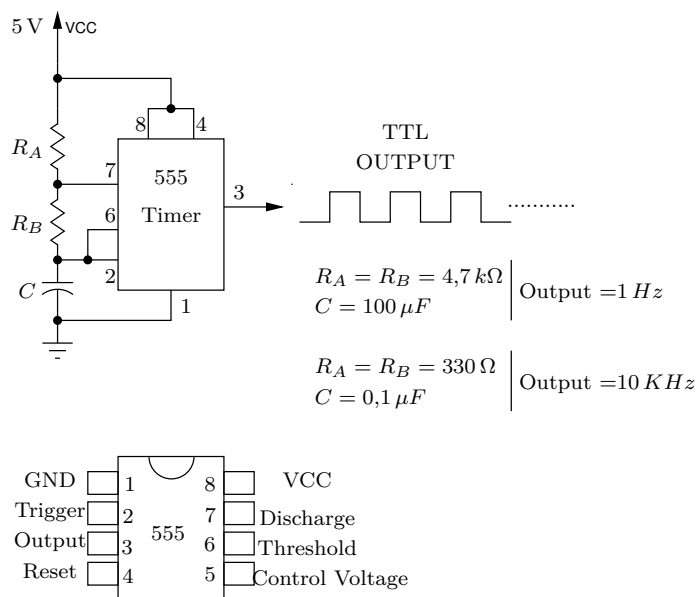 5 V VCC
8 4
R_A
7 555
3
TTL
OUTPUT
R_B
6 Timer
2
C
1
R_A = R_B = 4,7 kΩ
C = 100 µF
Output =1 Hz
R_A = R_B = 330 Ω
C = 0,1 µF
Output =10 KHz
GND 1 8 VCC
Trigger 2 555 7 Discharge
Output 3 6 Threshold
Reset 4 5 Control Voltage